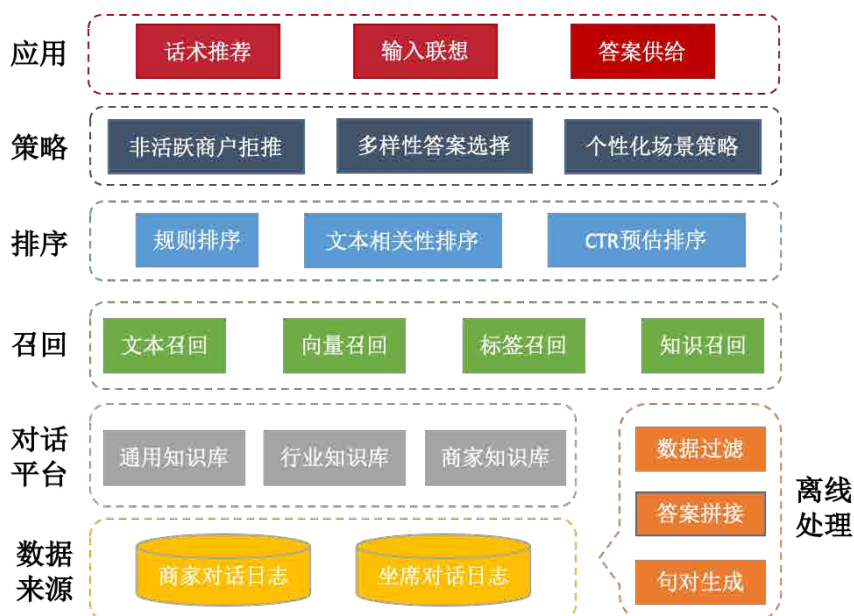 应用
话术推荐
输入联想
答案供给
策略
非活跃商户拒推
多样性答案选择
个性化场景策略
排序
规则排序
文本相关性排序
CTR预估排序
召回
文本召回
向量召回
标签召回
知识召回
对话
平台
通用知识库
行业知识库
商家知识库
数据
来源
商家对话日志
坐席对话日志
数据过滤
答案拼接
句对生成
离线
处理